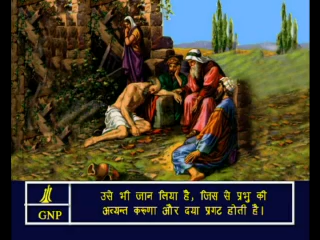 उसे भी जान लिया है, जिस से प्रभु की
अत्यन्त करूणा और दया प्रगट होती है।
GNP